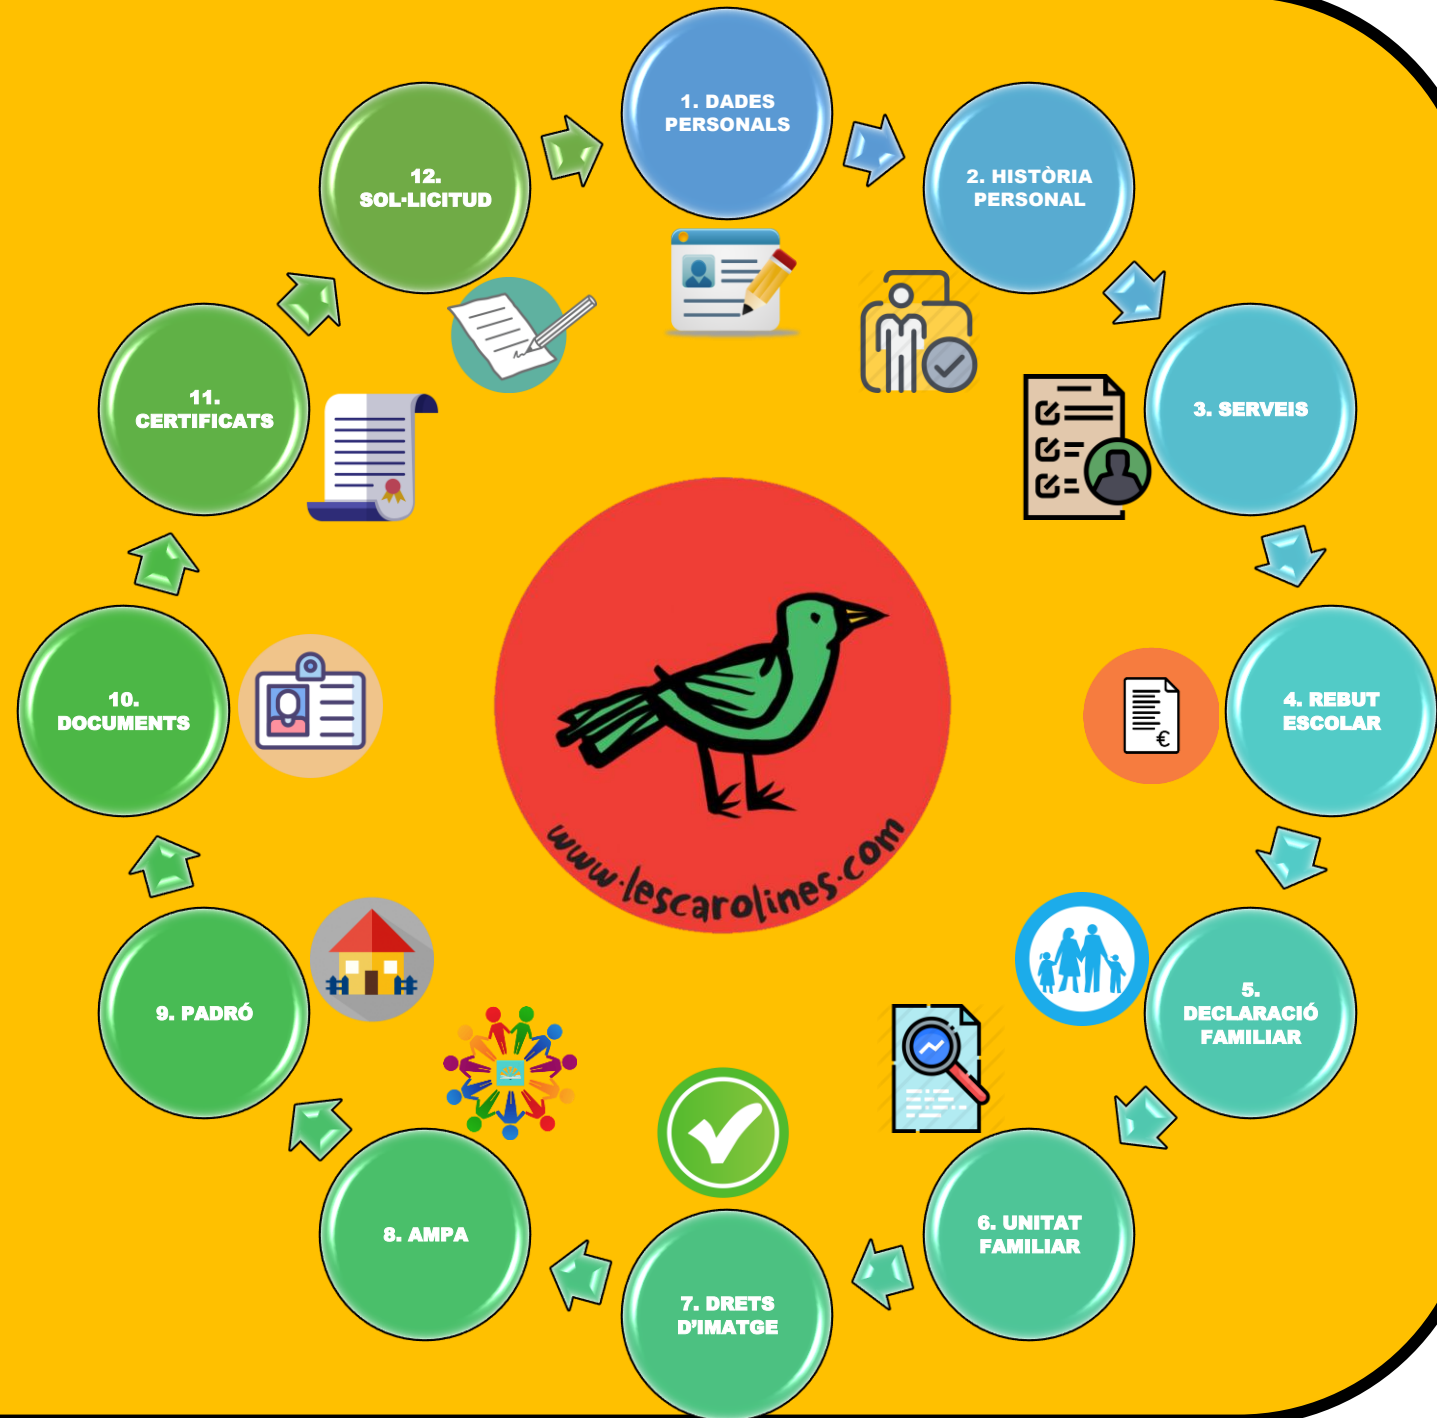 1. DADES
PERSONALS
2. HISTÒRIA
PERSONAL
3. SERVEIS
4. REBUT
ESCOLAR
5.
DECLARACIÓ
FAMILIAR
6. UNITAT
FAMILIAR
7. DRETS
D'IMATGE
8. AMPA
9. PADRÓ
10.
DOCUMENTS
11.
CERTIFICATS
12.
SOL·LICITUD
€
www.lescarolines.com